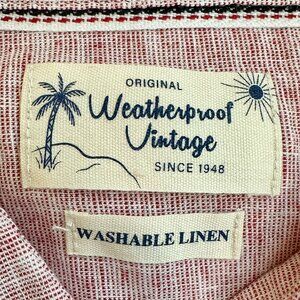 ORIGINAL
Weatherproof
Vintage
SINCE 1948
WASHABLE LINEN